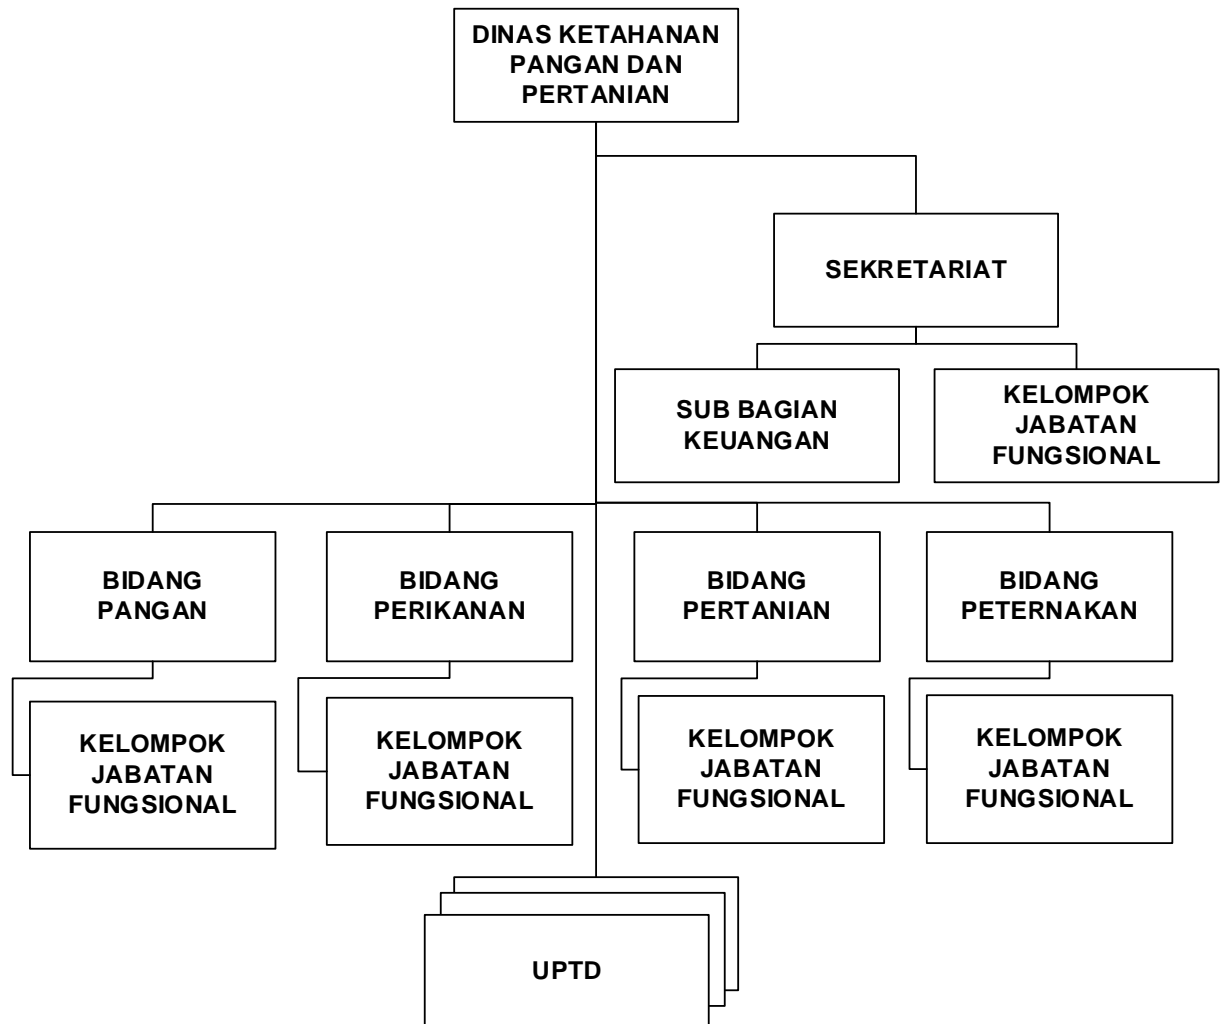 DINAS KETAHANAN
PANGAN DAN
PERTANIAN
SEKRETARIAT
SUB BAGIAN
KEUANGAN
KELOMPOK
JABATAN
FUNGSIONAL
BIDANG
PANGAN
BIDANG
PERIKANAN
BIDANG
PERTANIAN
BIDANG
PETERNAKAN
KELOMPOK
JABATAN
FUNGSIONAL
KELOMPOK
JABATAN
FUNGSIONAL
KELOMPOK
JABATAN
FUNGSIONAL
KELOMPOK
JABATAN
FUNGSIONAL
UPTD